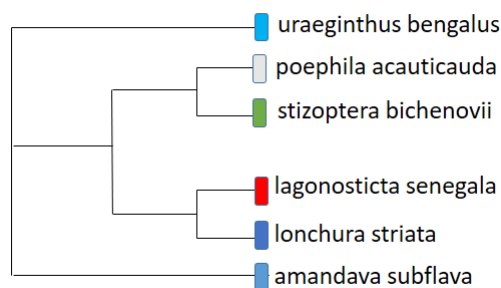 uraeginthus bengalus
poephila acauticauda
stizoptera bichenovii
lagonosticta senegala
lonchura striata
amandava subflava